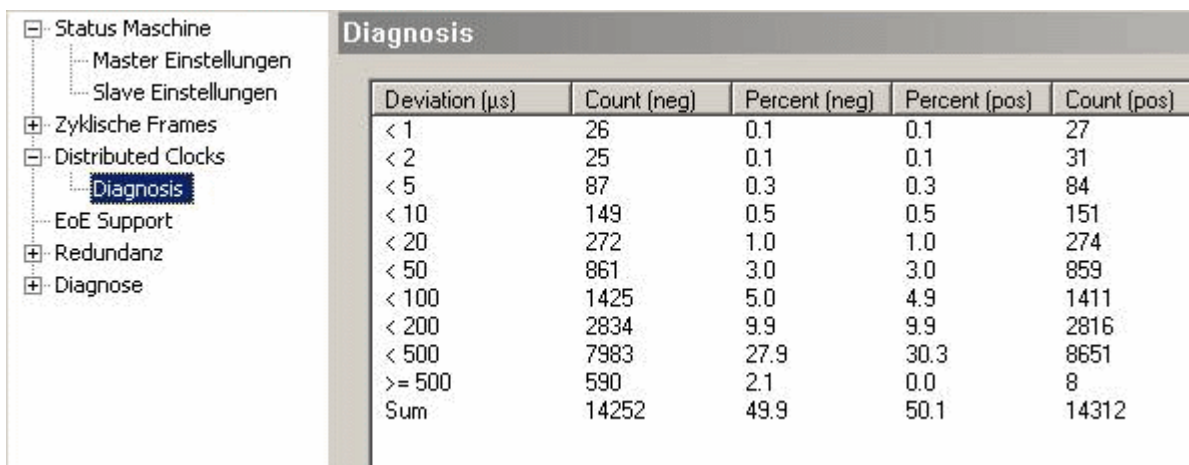 Status Maschine
Master Einstellungen
Slave Einstellungen
Zyklische Frames
Distributed Clocks
Diagnosis
EoE Support
Redundanz
Diagnose
Diagnosis
Deviation (µs) Count (neg) Percent (neg) Percent (pos) Count (pos)
< 1 26 0.1 0.1 27
< 2 25 0.1 0.1 31
< 5 87 0.3 0.3 84
< 10 149 0.5 0.5 151
< 20 272 1.0 1.0 274
< 50 861 3.0 3.0 859
< 100 1425 5.0 4.9 1411
< 200 2834 9.9 9.9 2816
< 500 7983 27.9 30.3 8651
>= 500 590 2.1 0.0 8
Sum 14252 49.9 50.1 14312